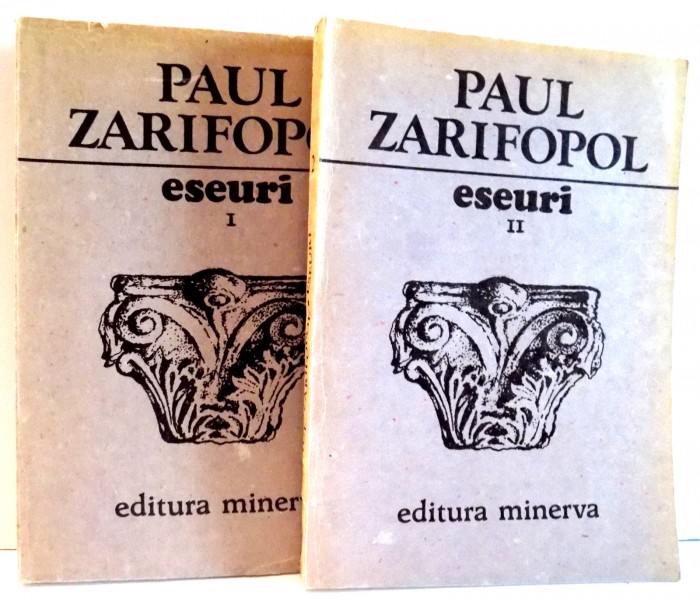 PAUL
ZARIFOPO
eseuri
I
editura minerv
PAUL
ZARIFOPOL
eseuri
II
editura minerva